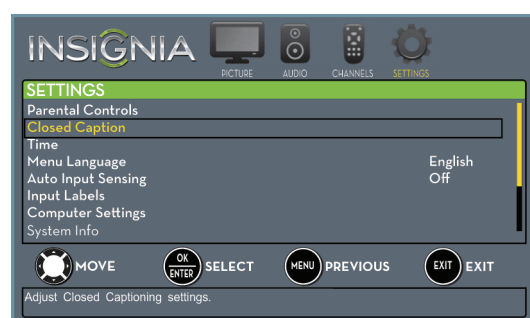 INSIGNIA
PICTURE AUDIO CHANNELS SETTINGS
SETTINGS
Parental Controls
Closed Caption
Time
Menu Language English
Auto Input Sensing Off
Input Labels
Computer Settings
System Info
MOVE OK ENTER SELECT MENU PREVIOUS EXIT EXIT
Adjust Closed Captioning settings.